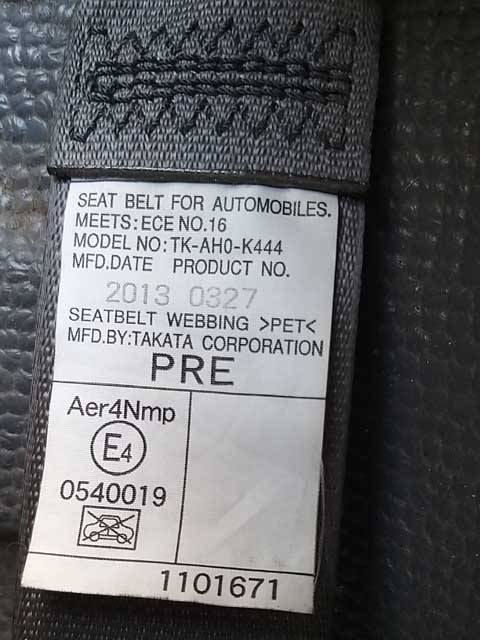 SEAT BELT FOR AUTOMOBILES.
MEETS:ECE NO.16
MODEL NO:TK-AH0-K444
MFD.DATE PRODUCT NO.
2013 0327
SEATBELT WEBBING >PET<
MFD.BY:TAKATA CORPORATION
PRE
Aer4Nmp
E4
0540019
1101671